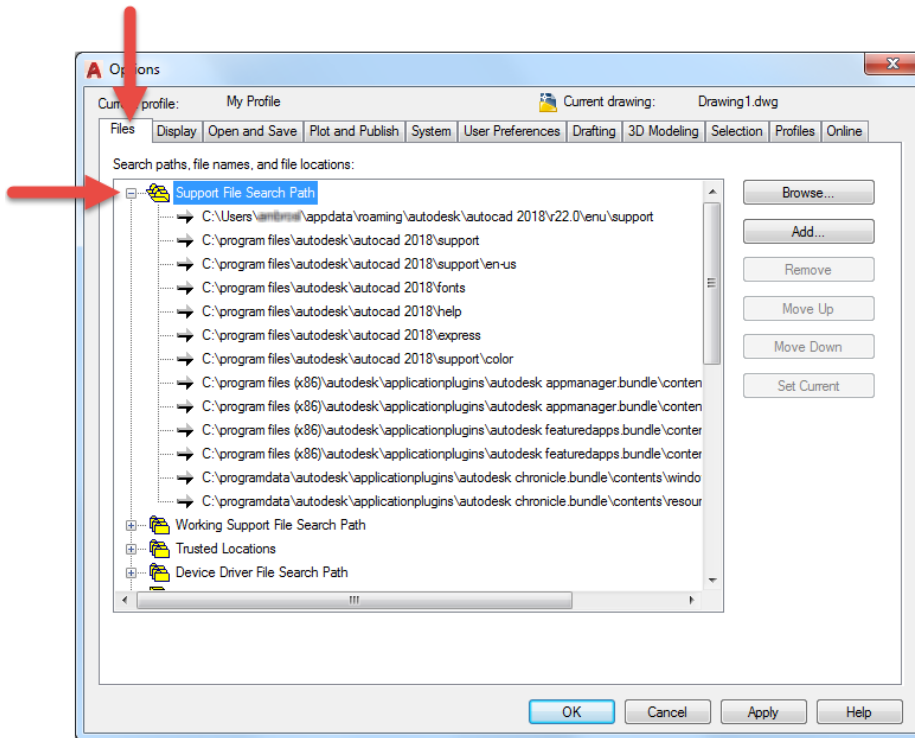 Options
Current profile: My Profile Current drawing: Drawing1.dwg
Files Display Open and Save Plot and Publish System User Preferences Drafting 3D Modeling Selection Profiles Online
Search paths, file names, and file locations:
Support File Search Path
C:\Users\ \appdata\roaming\autodesk\autocad 2018\r22.0\enu\support
C:\program files\autodesk\autocad 2018\support
C:\program files\autodesk\autocad 2018\support\en-us
C:\program files\autodesk\autocad 2018\fonts
C:\program files\autodesk\autocad 2018\help
C:\program files\autodesk\autocad 2018\express
C:\program files\autodesk\autocad 2018\support\color
C:\program files (x86)\autodesk\applicationplugins\autodesk appmanager.bundle\conten
C:\program files (x86)\autodesk\applicationplugins\autodesk appmanager.bundle\conten
C:\program files (x86)\autodesk\applicationplugins\autodesk featuredapps.bundle\conter
C:\program files (x86)\autodesk\applicationplugins\autodesk featuredapps.bundle\conter
C:\programdata\autodesk\applicationplugins\autodesk chronicle.bundle\contents\windo
C:\programdata\autodesk\applicationplugins\autodesk chronicle.bundle\contents\resour
Working Support File Search Path
Trusted Locations
Device Driver File Search Path
Browse...
Add...
Remove
Move Up
Move Down
Set Current
OK Cancel Apply Help